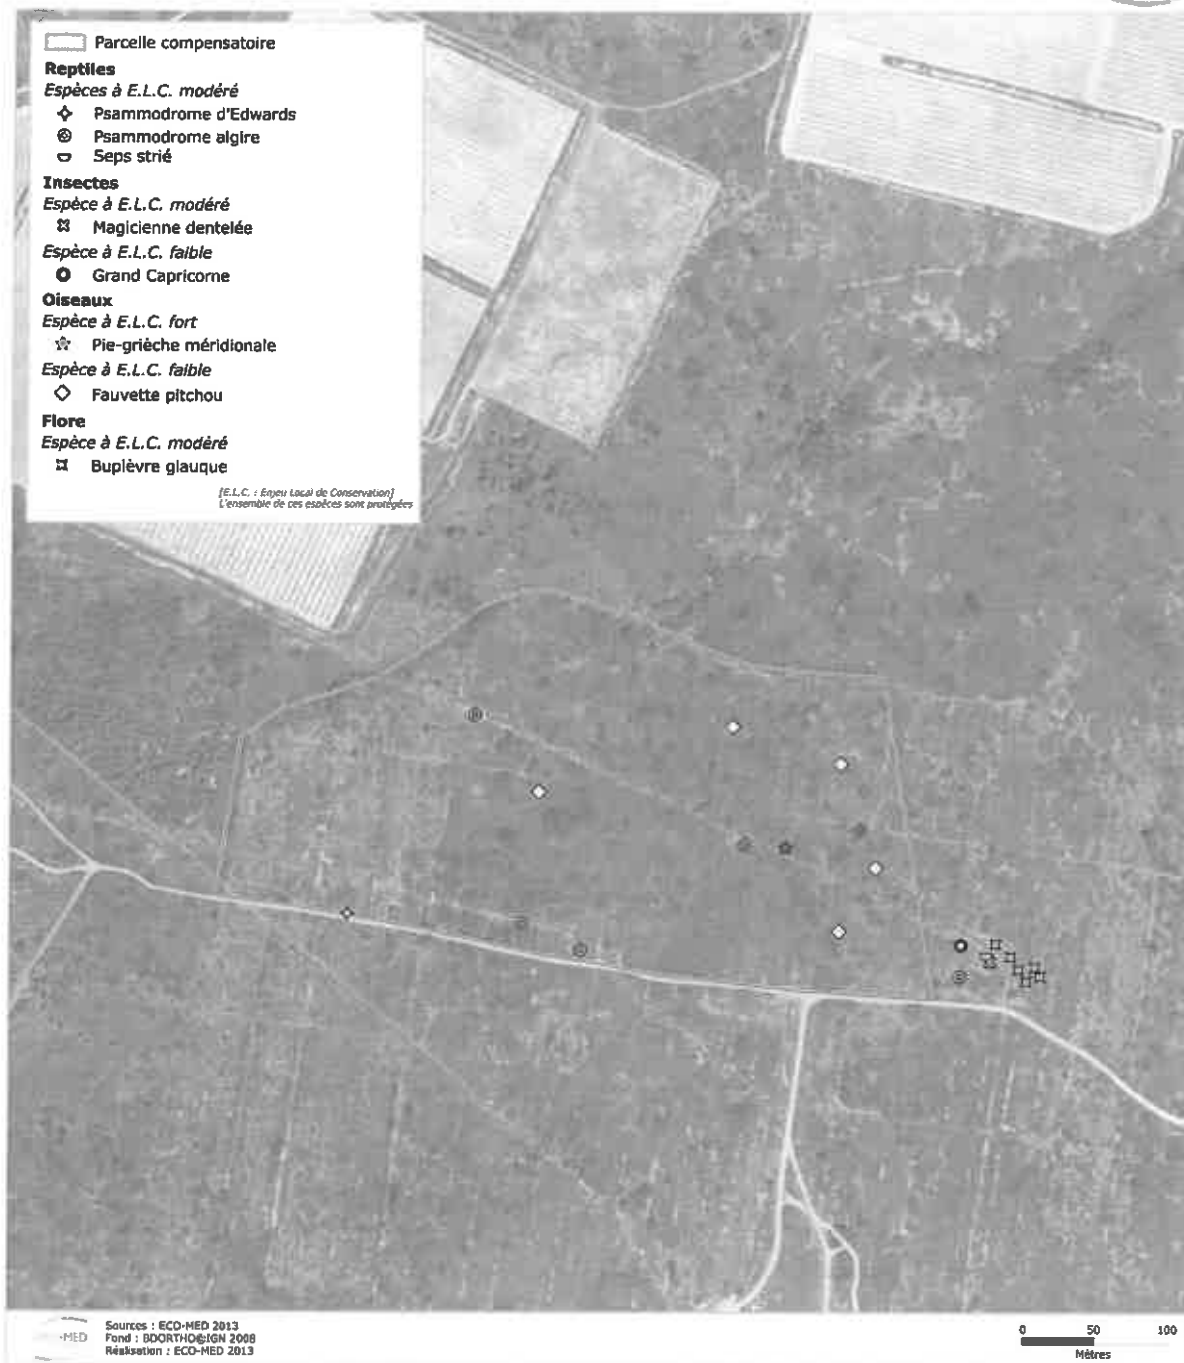 Parcelle compensatoire
Reptiles
Espèces à E.L.C. modéré
Psammodrome d'Edwards
Psammodrome algire
Seps strié
Insectes
Espèce à E.L.C. modéré
Magicienne dentelée
Espèce à E.L.C. faible
Grand Capricorne
Oiseaux
Espèce à E.L.C. fort
Pie-grièche méridionale
Espèce à E.L.C. faible
Fauvette pitchou
Flore
Espèce à E.L.C. modéré
Buplèvre glauque
[E.L.C. : Enjeu Local de Conservation]
L'ensemble de ces espèces sont protégées
-MED
Sources : ECO-MED 2013
Fond : BDORTHO©IGN 2008
Réalisation : ECO-MED 2013
0 50 100
Mètres